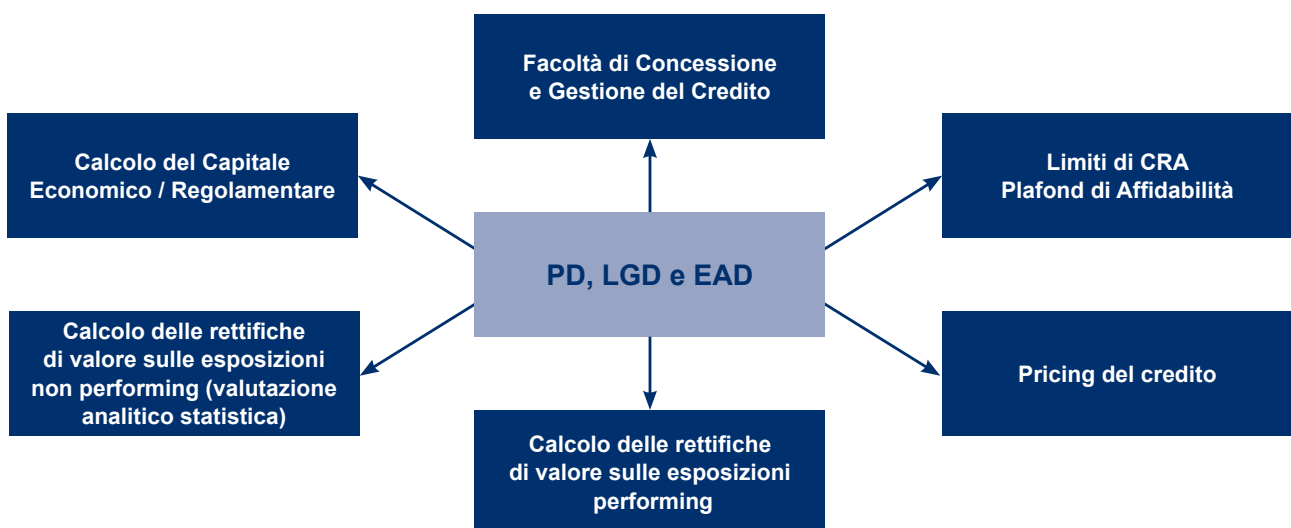 Facoltà di Concessione
e Gestione del Credito
Calcolo del Capitale
Economico / Regolamentare
Limiti di CRA
Plafond di Affidabilità
PD, LGD e EAD
Calcolo delle rettifiche
di valore sulle esposizioni
non performing (valutazione
analitico statistica)
Pricing del credito
Calcolo delle rettifiche
di valore sulle esposizioni
performing